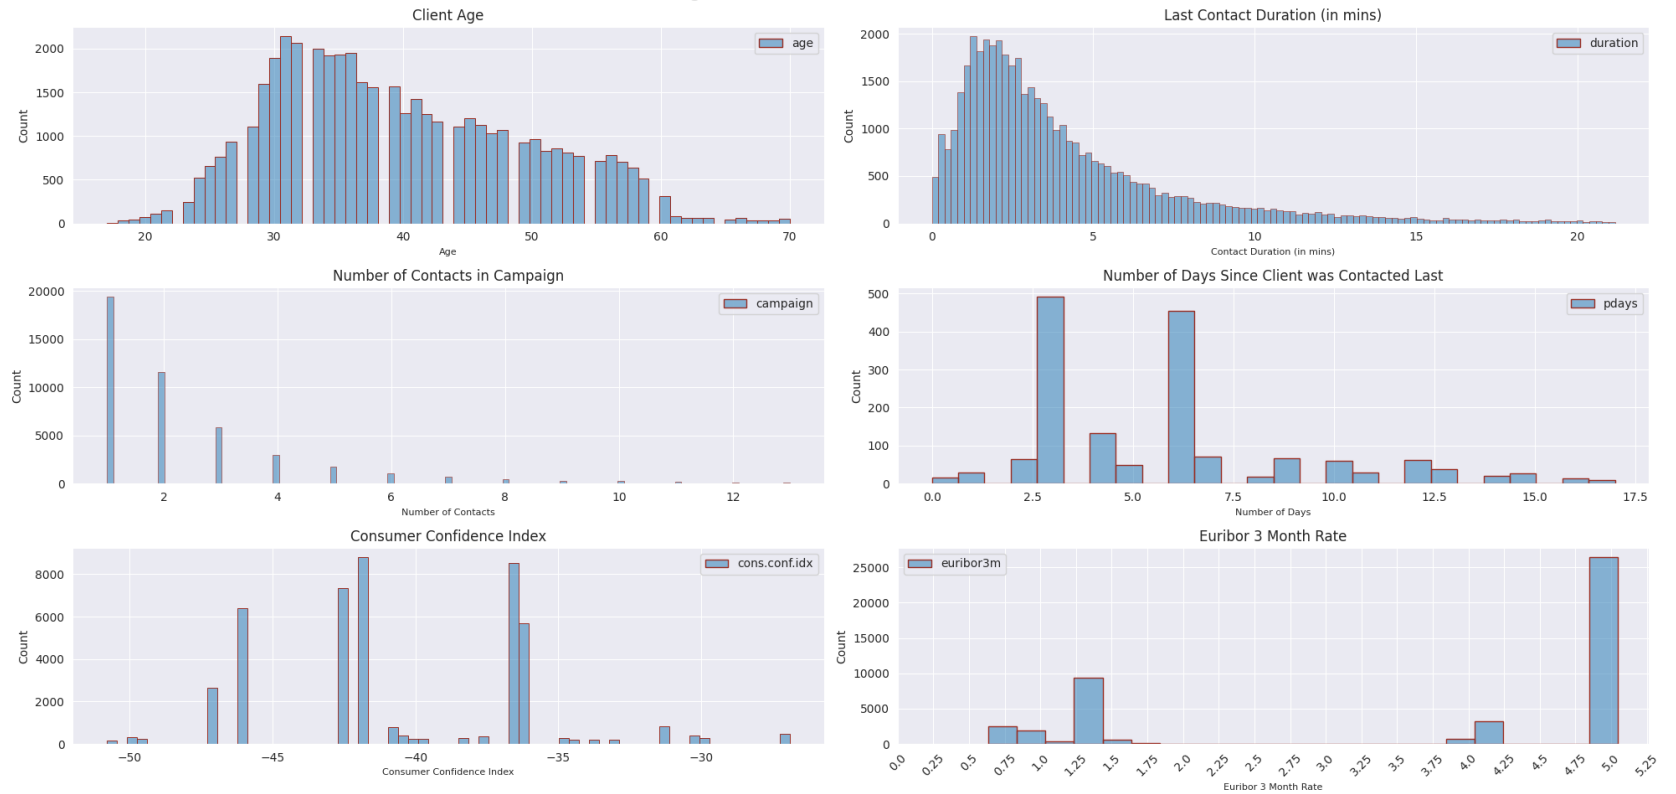 Client Age
age
Count
2000
1500
1000
500
0
20 30 40 50 60 70
Age
Last Contact Duration (in mins)
duration
Count
2000
1500
1000
500
0
0 5 10 15 20
Contact Duration (in mins)
Number of Contacts in Campaign
campaign
Count
20000
15000
10000
5000
0
2 4 6 8 10 12
Number of Contacts
Number of Days Since Client was Contacted Last
pdays
Count
500
400
300
200
100
0
0.0 2.5 5.0 7.5 10.0 12.5 15.0 17.5
Number of Days
Consumer Confidence Index
cons.conf.idx
Count
8000
6000
4000
2000
0
−50 −45 −40 −35 −30
Consumer Confidence Index
Euribor 3 Month Rate
euribor3m
Count
25000
20000
15000
10000
5000
0
0.0 0.25 0.5 0.75 1.0 1.25 1.5 1.75 2.0 2.25 2.5 2.75 3.0 3.25 3.5 3.75 4.0 4.25 4.5 4.75 5.0 5.25
Euribor 3 Month Rate